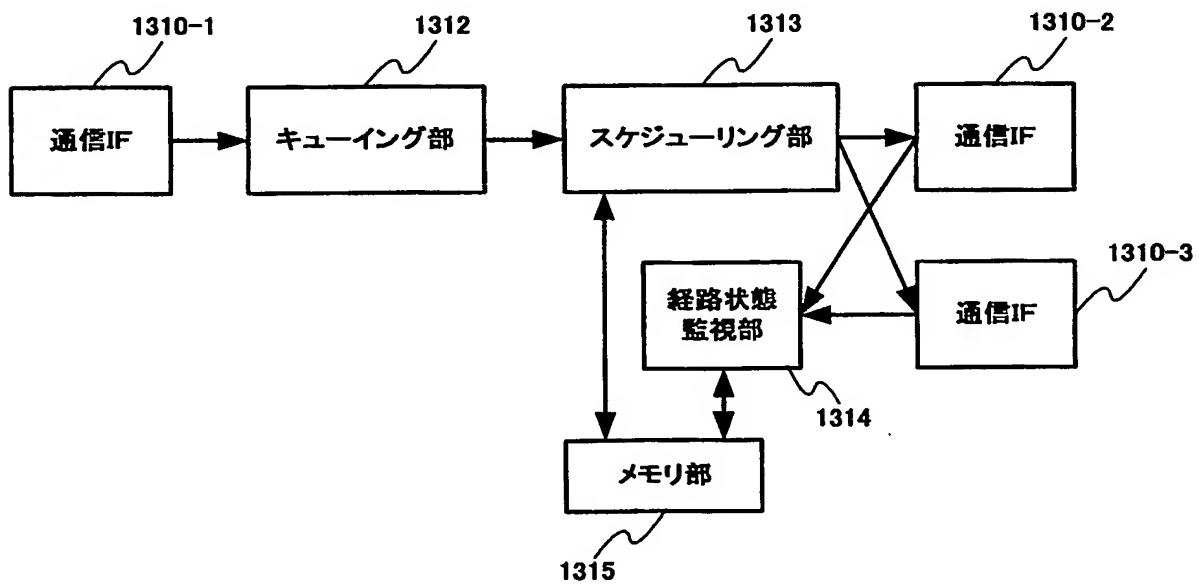 1310-1
1312
1313
1310-2
通信IF
キューイング部
スケジューリング部
通信IF
1310-3
経路状態
監視部
通信IF
1314
メモリ部
1315